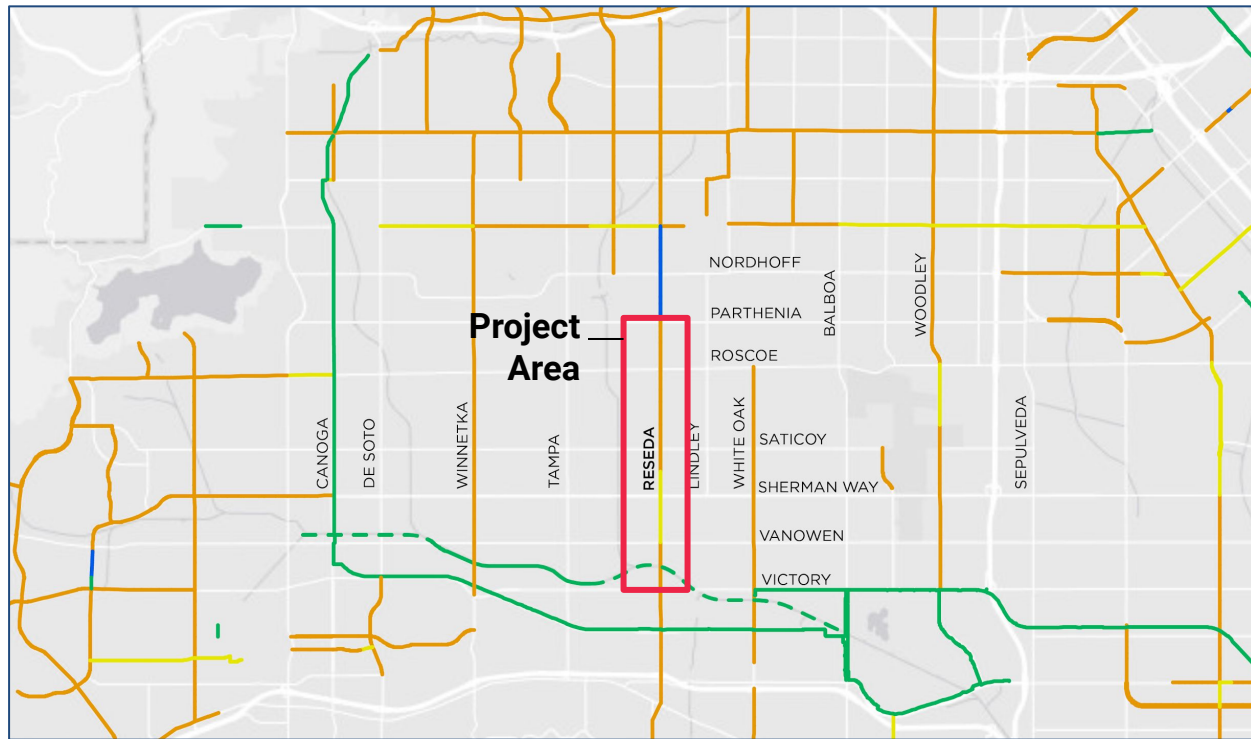 NORDHOFF
PARTHENIA
ROSCOE
BALBOA
WOODLEY
Project
Area
CANOGA
DE SOTO
WINNETKA
TAMPA
RESEDA
LINDLEY
WHITE OAK
SATICOY
SHERMAN WAY
VANOWEN
VICTORY
SEPULVEDA